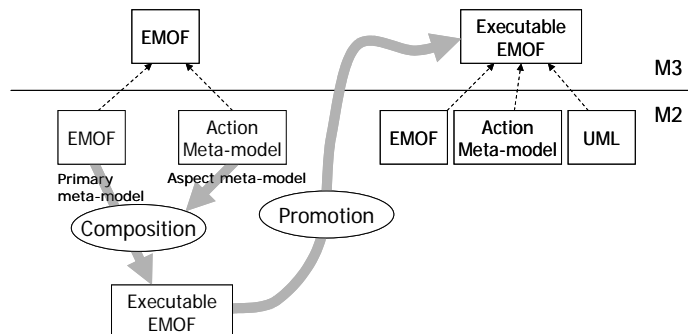 EMOF
Executable
EMOF
M3
M2
EMOF
Action
Meta-model
EMOF
Action
Meta-model
UML
Primary
meta-model
Aspect meta-model
Composition
Promotion
Executable
EMOF